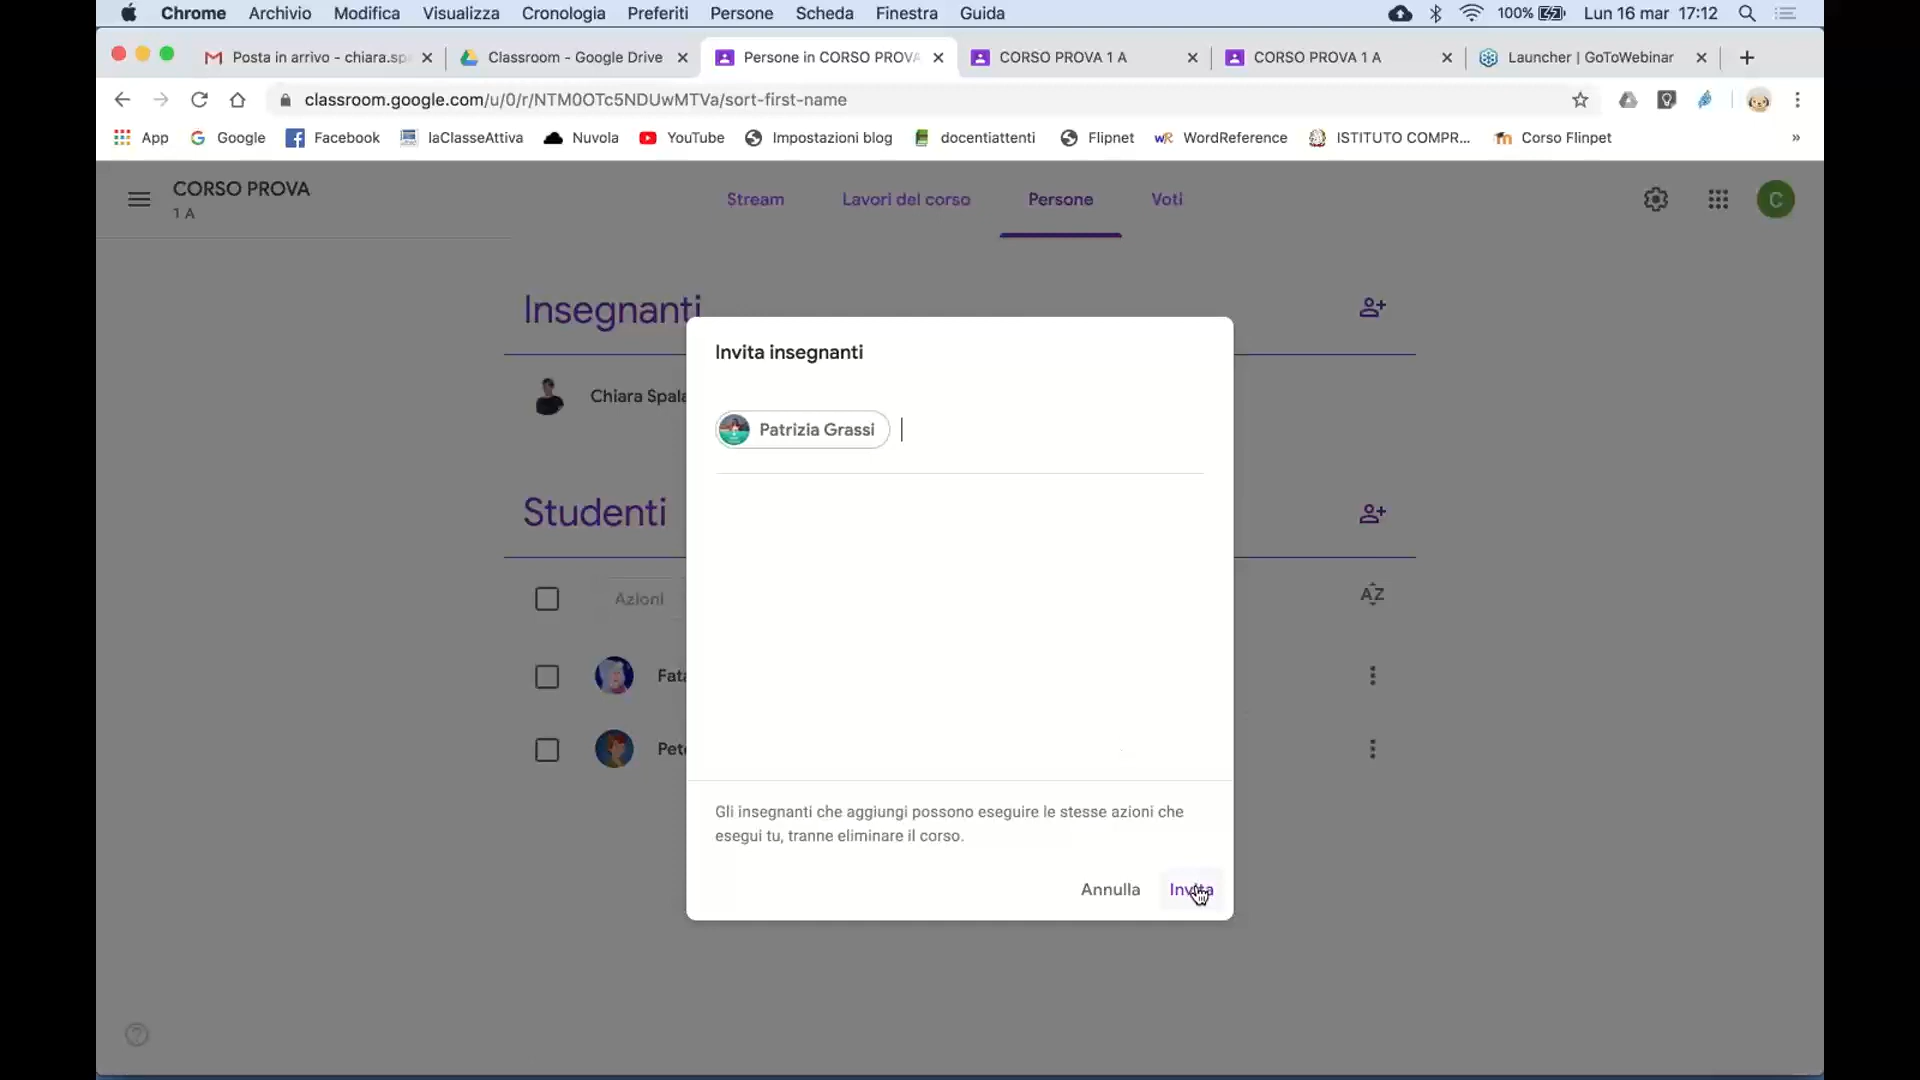 Chrome Archivio Modifica Visualizza Cronologia Preferiti Persone Scheda Finestra Guida 100% Lun 16 mar 17:12
Posta in arrivo - chiara.sp Classroom - Google Drive Persone in CORSO PROVA CORSO PROVA 1 A CORSO PROVA 1 A Launcher | GoToWebinar
classroom.google.com/u/0/r/NTM0OTc5NDUwMTVa/sort-first-name
App Google Facebook laClasseAttiva Nuvola YouTube Impostazioni blog docentiattenti Flipnet WordReference ISTITUTO COMPR... Corso Flinpet »
CORSO PROVA
1 A
Stream Lavori del corso Persone Voti
C
Insegnanti
Chiara Spala
Invita insegnanti
Patrizia Grassi
Studenti
Azioni
AZ
Fata
Pete
Gli insegnanti che aggiungi possono eseguire le stesse azioni che
esegui tu, tranne eliminare il corso.
Annulla Invita